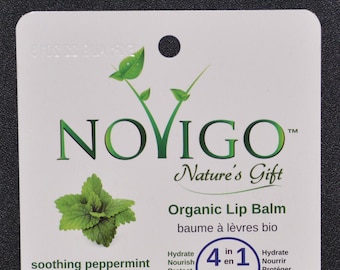 NOVIGO™
Nature's Gift
Organic Lip Balm
baume à lèvres bio
soothing peppermint
Hydrate
Nourish
4 in en 1
Hydrate
Nourrir
Protéger